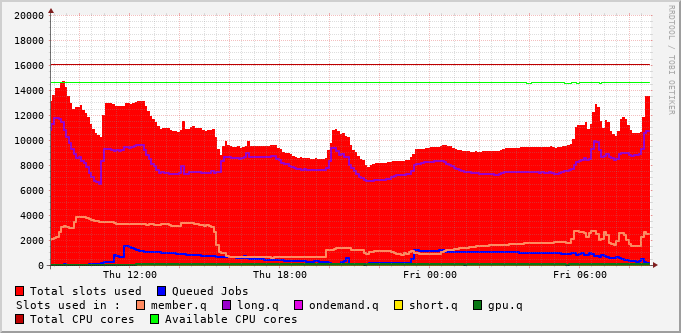 RRDTOOL / TOBI OETIKER
20000
18000
16000
14000
12000
10000
8000
6000
4000
2000
0
Thu 12:00 Thu 18:00 Fri 00:00 Fri 06:00
Total slots used Queued Jobs
Slots used in : member.q long.q ondemand.q short.q gpu.q
Total CPU cores Available CPU cores